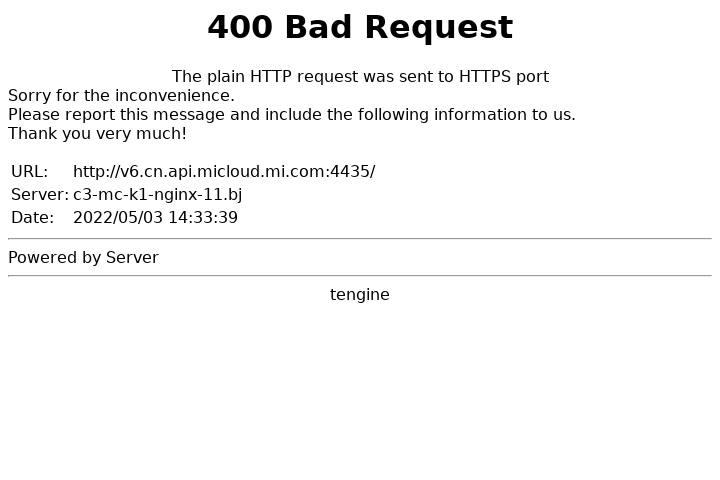 400 Bad Request
The plain HTTP request was sent to HTTPS port
Sorry for the inconvenience.
Please report this message and include the following information to us.
Thank you very much!
URL: http://v6.cn.api.micloud.mi.com:4435/
Server: c3-mc-k1-nginx-11.bj
Date: 2022/05/03 14:33:39
Powered by Server
tengine